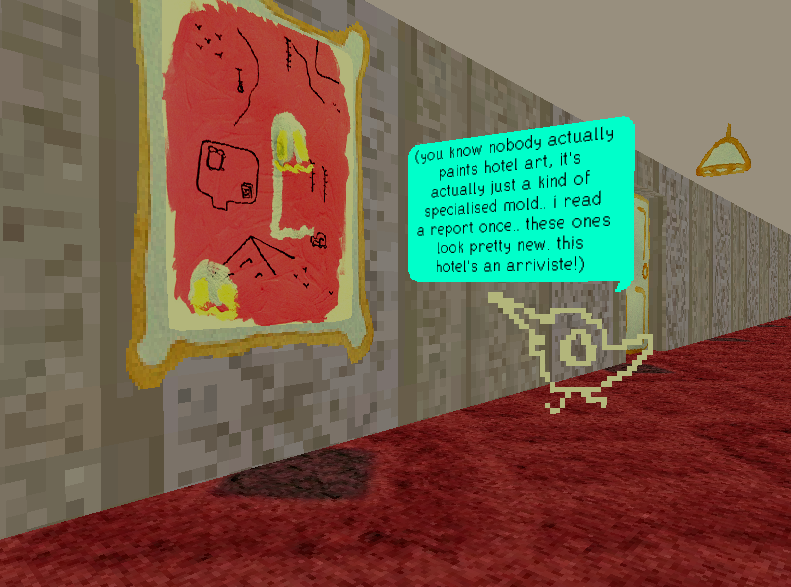 (you know nobody actually
paints hotel art, it's
actually just a kind of
specialised mold.. i read
a report once.. these ones
look pretty new. this
hotel's an arriviste!)